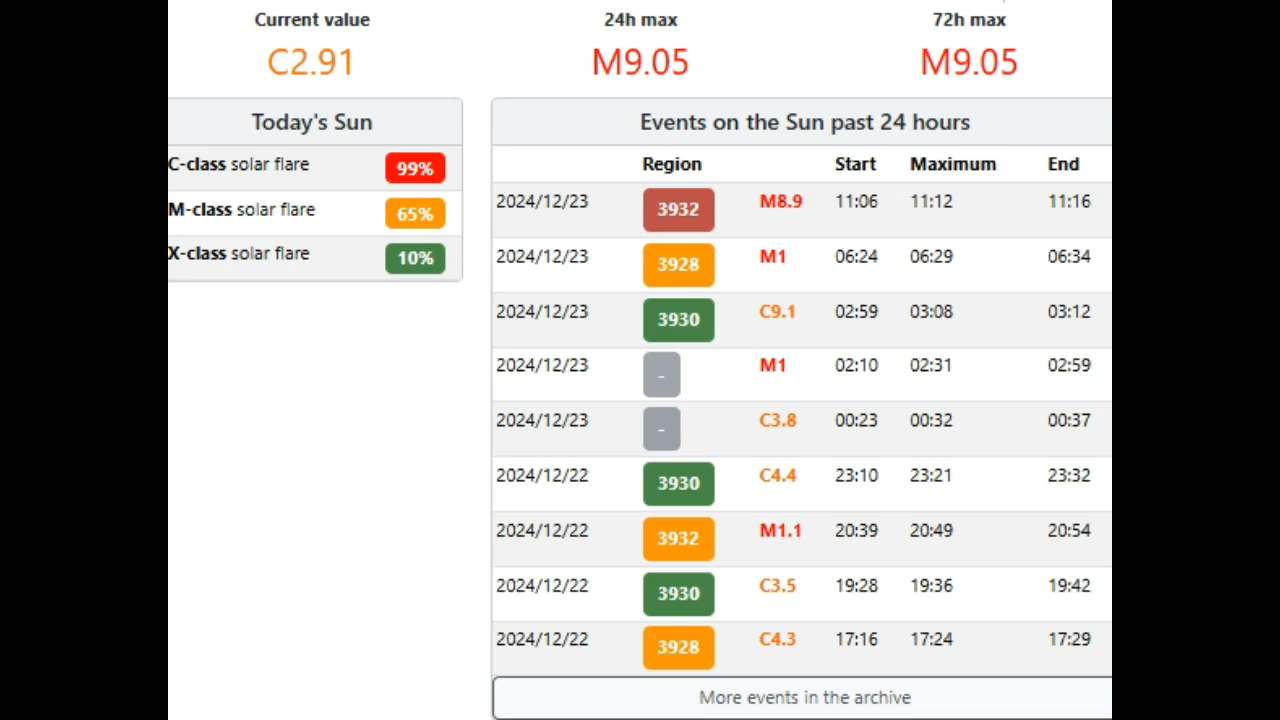 Current value 24h max 72h max
C2.91 M9.05 M9.05
Today's Sun
C-class solar flare 99%
M-class solar flare 65%
X-class solar flare 10%
Events on the Sun past 24 hours
Region Start Maximum End
2024/12/23 3932 M8.9 11:06 11:12 11:16
2024/12/23 3928 M1 06:24 06:29 06:34
2024/12/23 3930 C9.1 02:59 03:08 03:12
2024/12/23 - M1 02:10 02:31 02:59
2024/12/23 - C3.8 00:23 00:32 00:37
2024/12/22 3930 C4.4 23:10 23:21 23:32
2024/12/22 3932 M1.1 20:39 20:49 20:54
2024/12/22 3930 C3.5 19:28 19:36 19:42
2024/12/22 3928 C4.3 17:16 17:24 17:29
More events in the archive